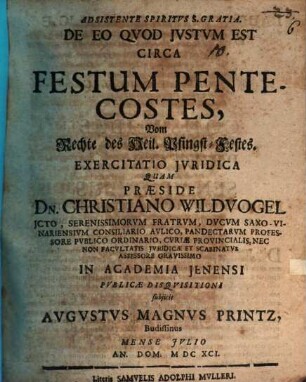 ADSISTENTE SPIRITVS S. GRATIA.
DE EO QVOD JVSTVM EST
CIRCA
FESTUM PENTE-
COSTES,
Vom
Rechte des Heil. Pfingst-Festes.
EXERCITATIO JVRIDICA
QUAM
PRÆSIDE
DN. CHRISTIANO WILDVOGEL
JCTO, SERENISSIMORVM FRATRVM, DVCVM SAXO-VI-
NARIENSIVM CONSILIARIO AVLICO, PANDECTARVM PROFES-
SORE PVBLICO ORDINARIO, CVRIÆ PROVINCIALIS, NEC
NON FACVLTATIS JVRIDICÆ ET SCABINATVS
ASSESSORE GRAVISSIMO
IN ACADEMIA JENENSI
PVBLICÆ DISQVISITIONI
subjicit
AVGVSTVS MAGNVS PRINTZ,
Budissinus
MENSE JVLIO
AN. DOM. M DC XCI.
Literis SAMVELIS ADOLPHI MVLLERI.